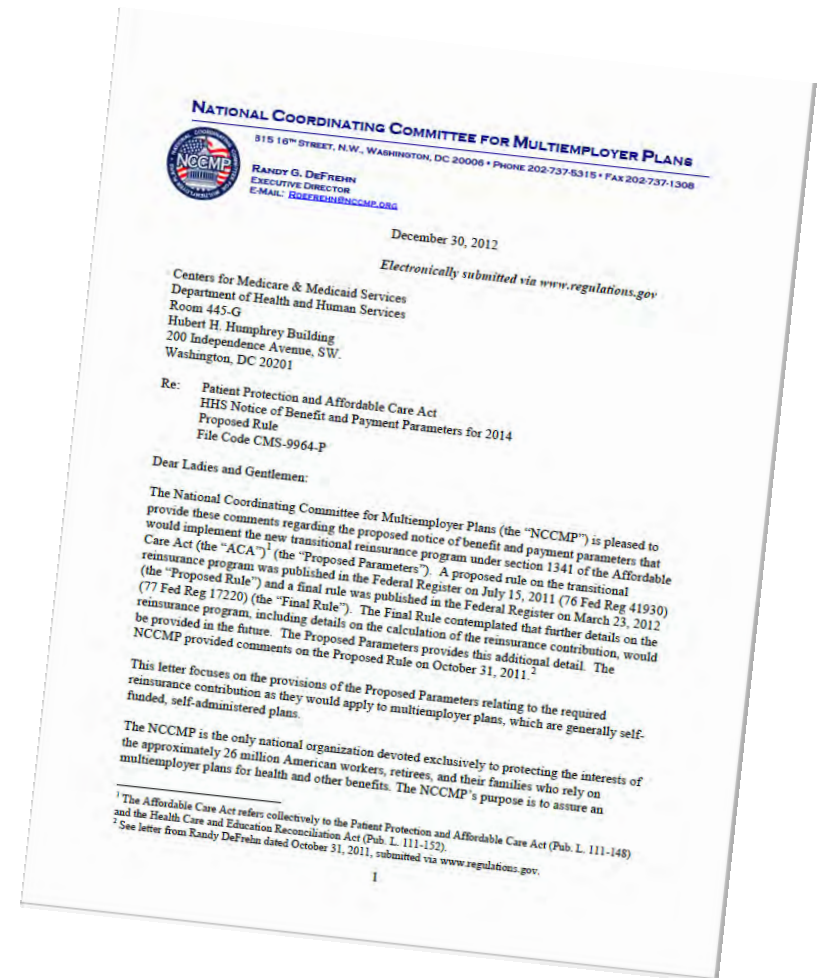 NATIONAL COORDINATING COMMITTEE FOR MULTIEMPLOYER PLANS
815 16TH STREET, N.W., WASHINGTON, DC 20006 • PHONE 202-737-5315 • FAX 202-737-1308
NCCMP
RANDY G. DEFREHN
EXECUTIVE DIRECTOR
E-MAIL: RDEFREHN@NCCMP.ORG
December 30, 2012
Electronically submitted via www.regulations.gov
Centers for Medicare & Medicaid Services
Department of Health and Human Services
Room 445-G
Hubert H. Humphrey Building
200 Independence Avenue, SW.
Washington, DC 20201
Re: Patient Protection and Affordable Care Act
HHS Notice of Benefit and Payment Parameters for 2014
Proposed Rule
File Code CMS-9964-P
Dear Ladies and Gentlemen:
The National Coordinating Committee for Multiemployer Plans (the “NCCMP”) is pleased to
provide these comments regarding the proposed notice of benefit and payment parameters that
would implement the new transitional reinsurance program under section 1341 of the Affordable
Care Act (the “ACA”)1 (the “Proposed Parameters”). A proposed rule on the transitional
reinsurance program was published in the Federal Register on July 15, 2011 (76 Fed Reg 41930)
(the “Proposed Rule”) and a final rule was published in the Federal Register on March 23, 2012
(77 Fed Reg 17220) (the “Final Rule”). The Final Rule contemplated that further details on the
reinsurance program, including details on the calculation of the reinsurance contribution, would
be provided in the future. The Proposed Parameters provides this additional detail. The
NCCMP provided comments on the Proposed Rule on October 31, 2011.2
This letter focuses on the provisions of the Proposed Parameters relating to the required
reinsurance contribution as they would apply to multiemployer plans, which are generally self-
funded, self-administered plans.
The NCCMP is the only national organization devoted exclusively to protecting the interests of
the approximately 26 million American workers, retirees, and their families who rely on
multiemployer plans for health and other benefits. The NCCMP’s purpose is to assure an
1 The Affordable Care Act refers collectively to the Patient Protection and Affordable Care Act (Pub. L. 111-148)
and the Health Care and Education Reconciliation Act (Pub. L. 111-152).
2 See letter from Randy DeFrehn dated October 31, 2011, submitted via www.regulations.gov.
1